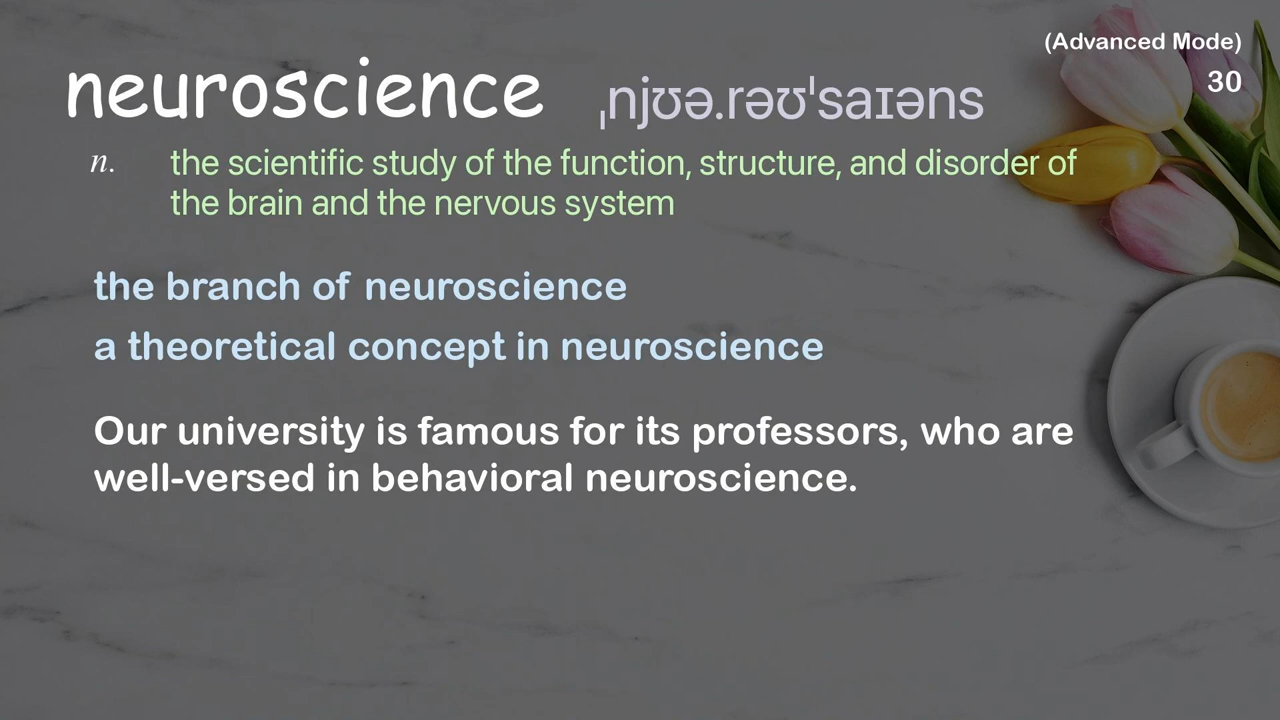 (Advanced Mode)
30
neuroscience ˌnjʊə.rəʊˈsaɪəns
n. the scientific study of the function, structure, and disorder of
the brain and the nervous system
the branch of neuroscience
a theoretical concept in neuroscience
Our university is famous for its professors, who are
well-versed in behavioral neuroscience.